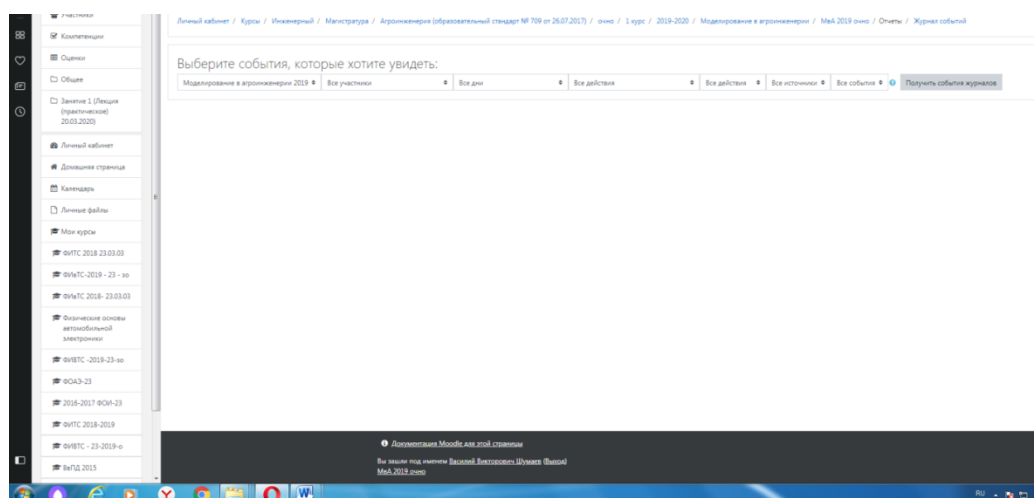 Участники
Компетенции
Оценки
Общее
Занятие 1 (Лекция
(практическое)
20.03.2020)
Личный кабинет
Домашняя страница
Календарь
Личные файлы
Мои курсы
ФИТС 2018 23.03.03
ФИвТС-2019 - 23 - зо
ФИвТС 2018- 23.03.03
Физические основы
автомобильной
электроники
ФИВТС -2019-23-зо
ФОАЭ-23
2016-2017 ФОИ-23
ФИТС 2018-2019
ФИВТС - 23-2019-о
ВеПД 2015
Личный кабинет / Курсы / Инженерный / Магистратура / Агроинженерия (образовательный стандарт № 709 от 26.07.2017) / очно / 1 курс / 2019-2020 / Моделирование в агроинженерии / МвА 2019 очно / Отчеты / Журнал событий
Выберите события, которые хотите увидеть:
Моделирование в агроинженерии 2019 Все участники Все дни Все действия Все действия Все источники Все события Получить события журналов
Документация Moodle для этой страницы
Вы зашли под именем Василий Викторович Шумаев (Выход)
МвА 2019 очно
RU